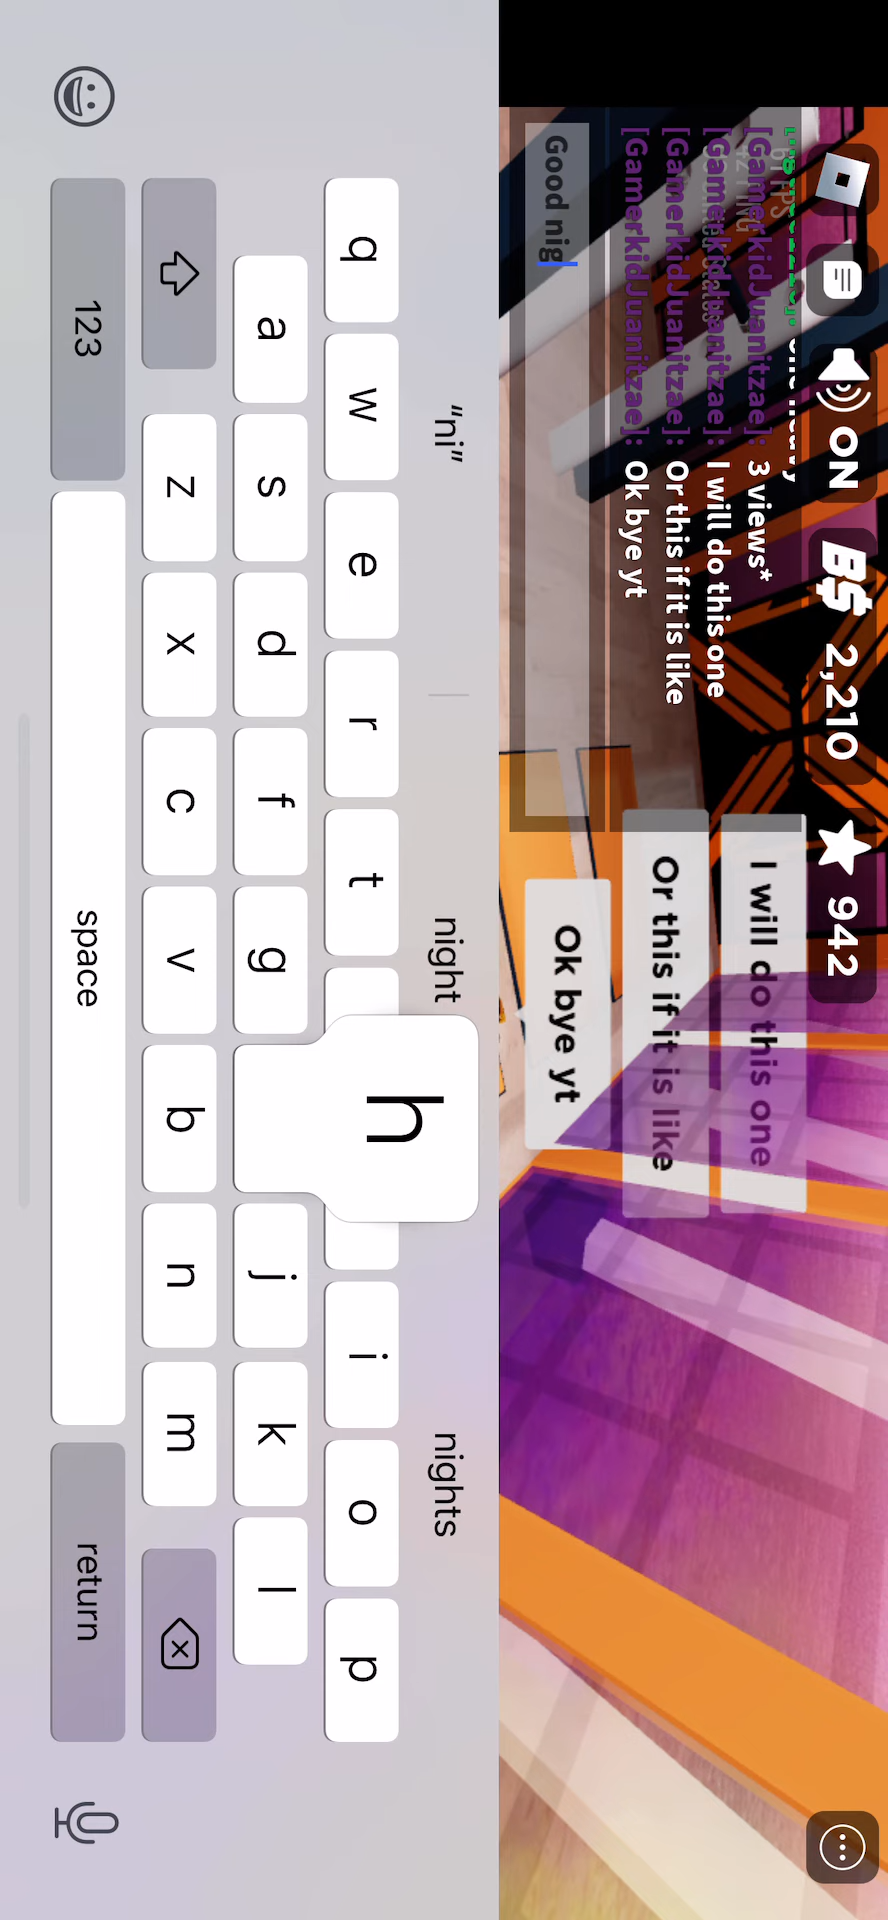 ON
B$ 2,210
942
[GamerkidJuanitzae]: 3 views*
[GamerkidJuanitzae]: I will do this one
[GamerkidJuanitzae]: Or this if it is like
[GamerkidJuanitzae]: Ok bye yt
Good nig
I will do this one
Or this if it is like
Ok bye yt
"ni" night nights
q w e r t i o p
a s d f g h j k l
z x c v b n m
123 space return